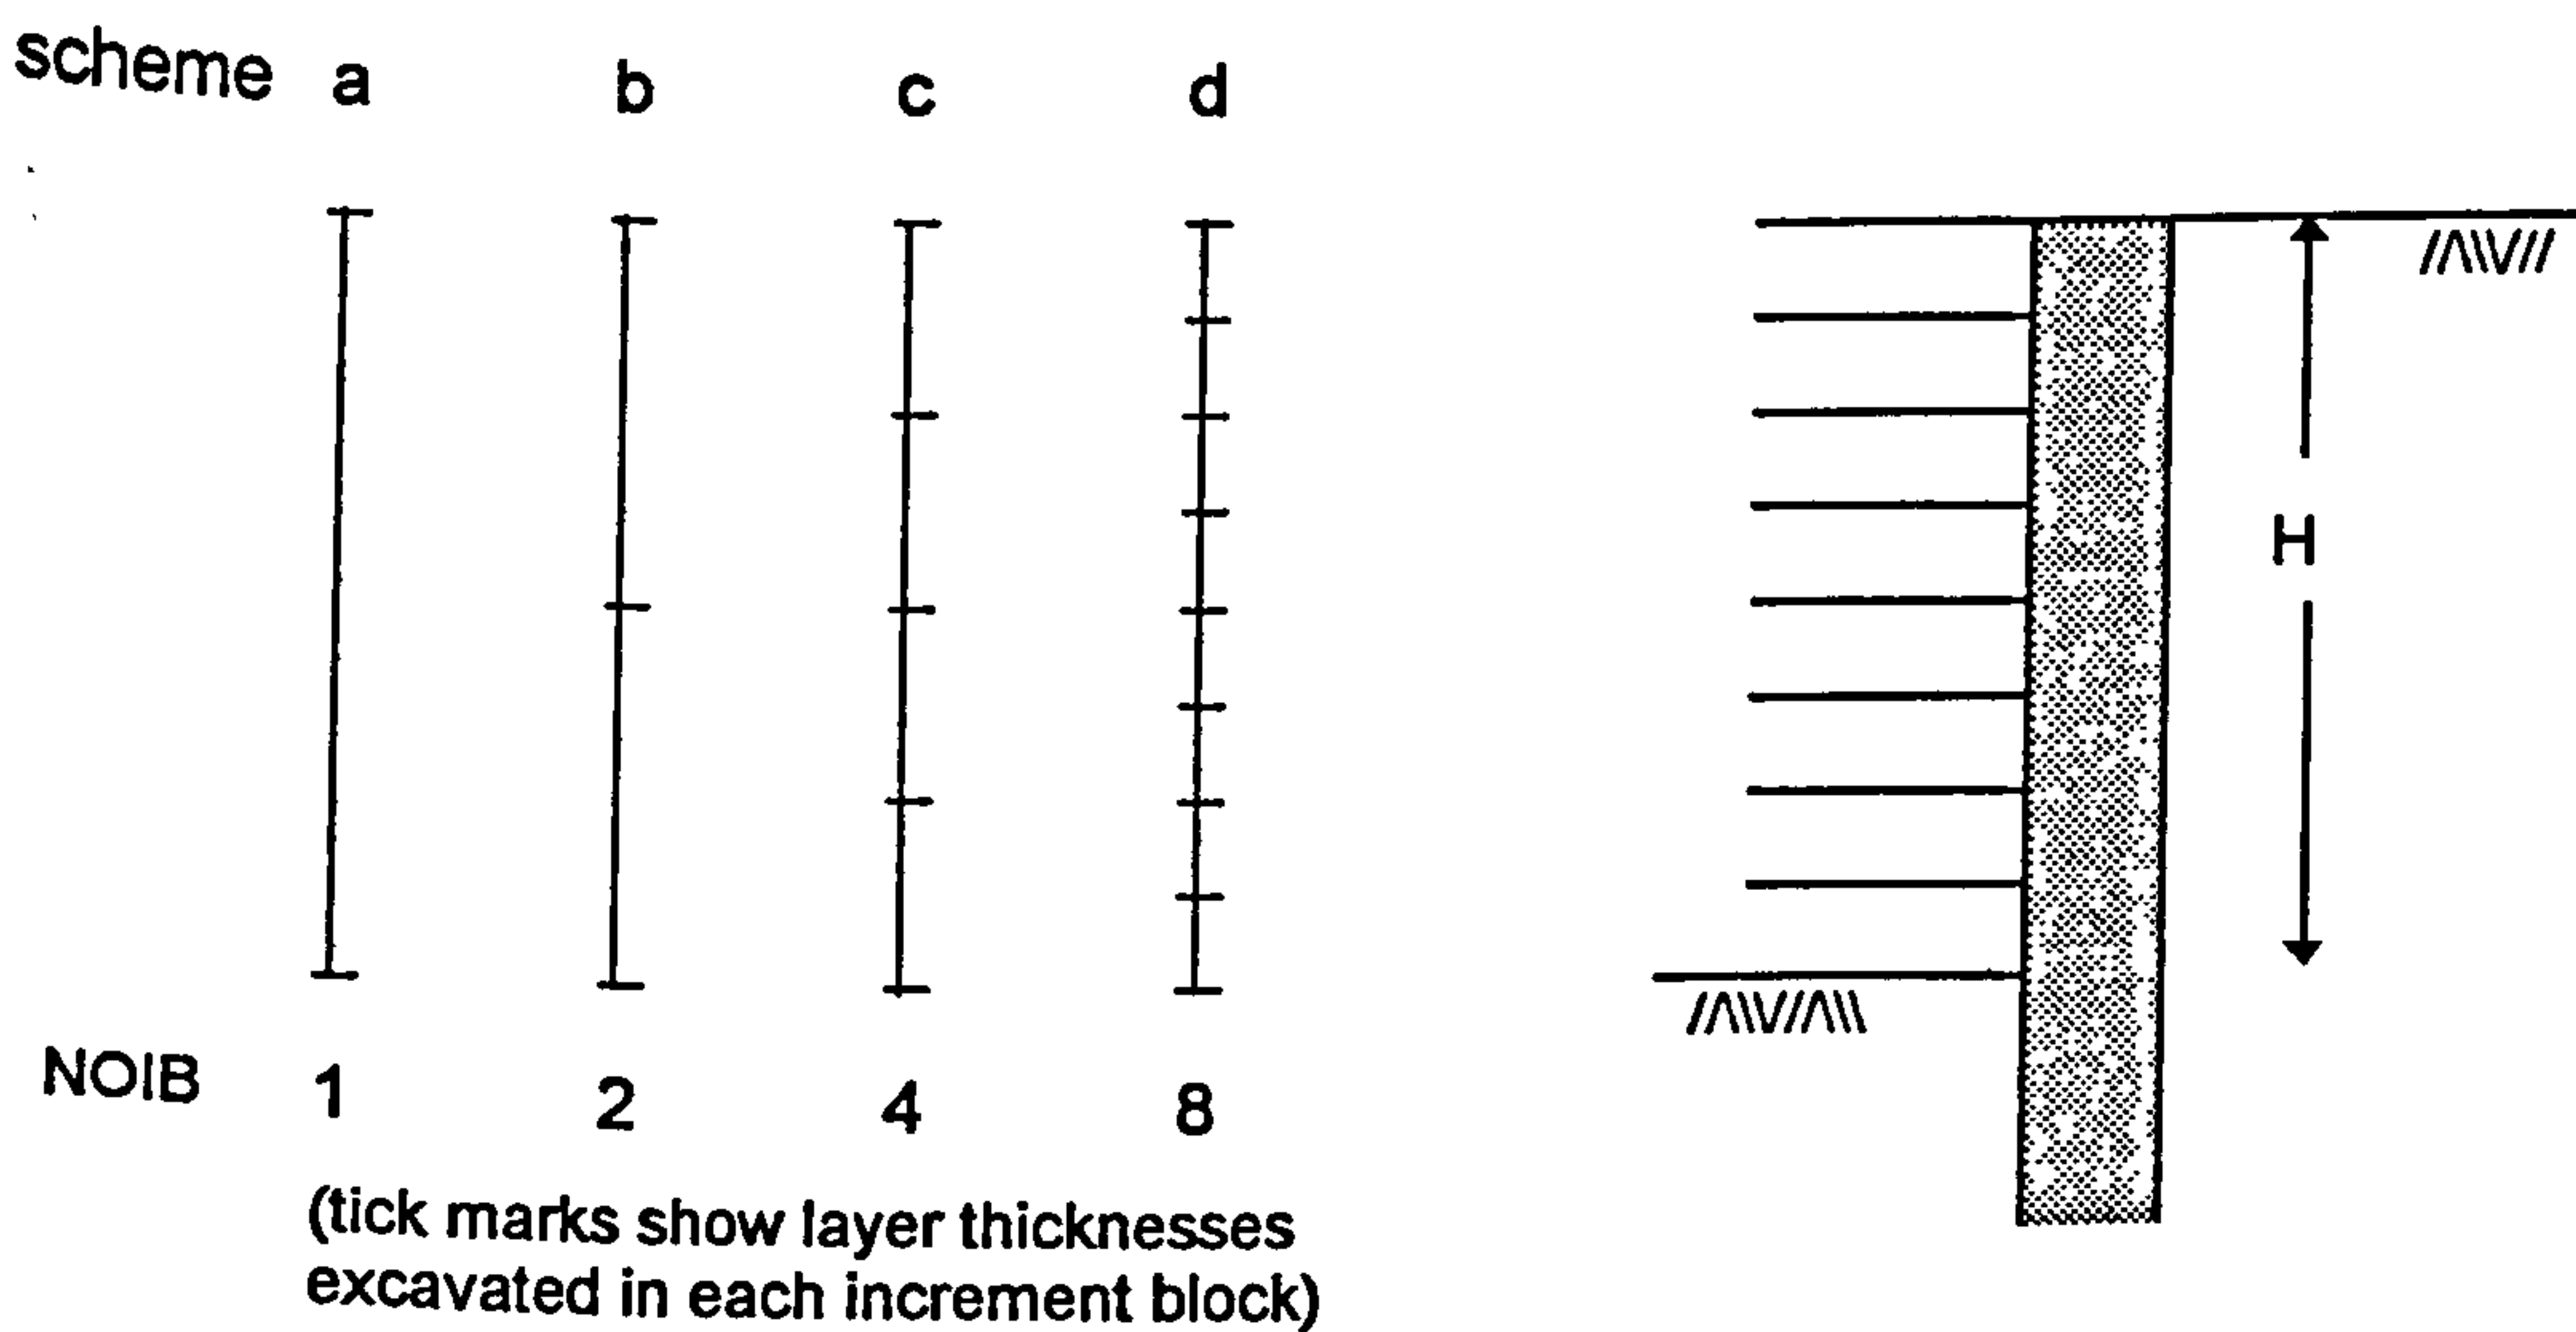 scheme a b c d
H
NOIB 1 2 4 8
(tick marks show layer thicknesses
excavated in each increment block)